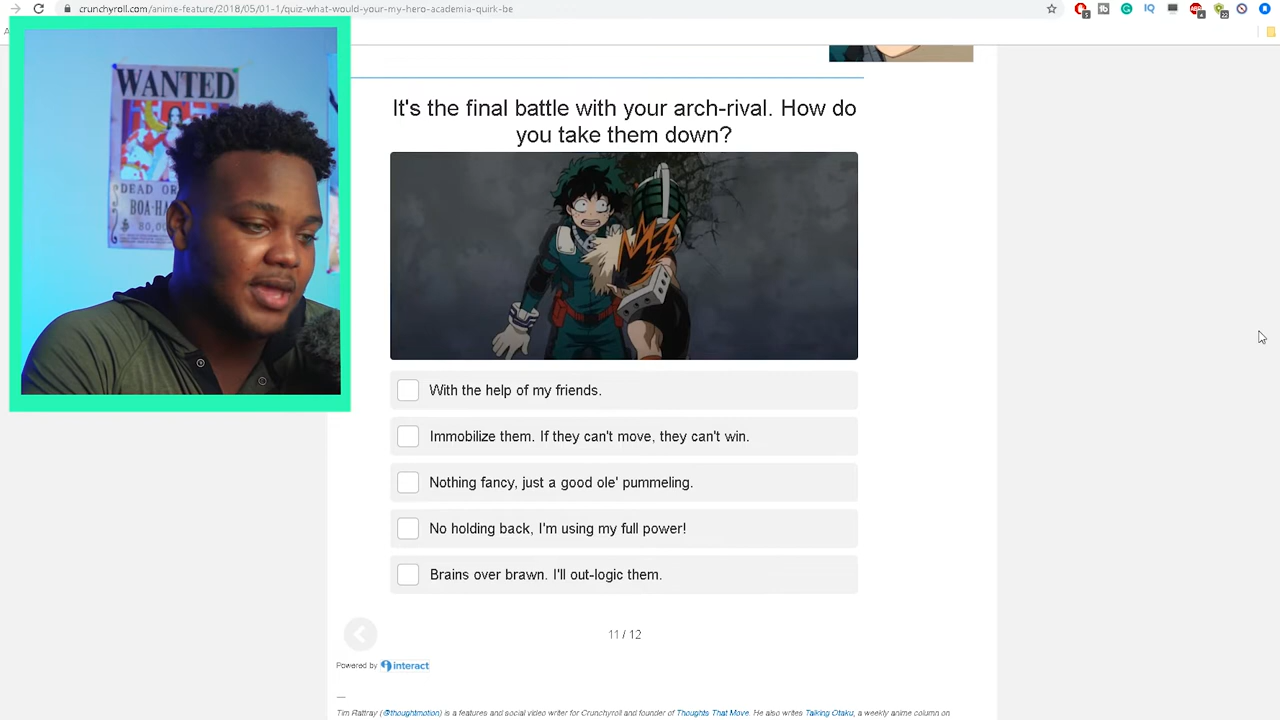 crunchyroll.com/anime-feature/2018/05/01-1/quiz-what-would-your-my-hero-academia-quirk-be
WANTED
DEAD OR
BOA-HA
80,00
It's the final battle with your arch-rival. How do
you take them down?
With the help of my friends.
Immobilize them. If they can't move, they can't win.
Nothing fancy, just a good ole' pummeling.
No holding back, I'm using my full power!
Brains over brawn. I'll out-logic them.
11 / 12
Powered by interact
Tim Rattray (@thoughtmotion) is a features and social video writer for Crunchyroll and founder of Thoughts That Move. He also writes Talking Otaku, a weekly anime column on